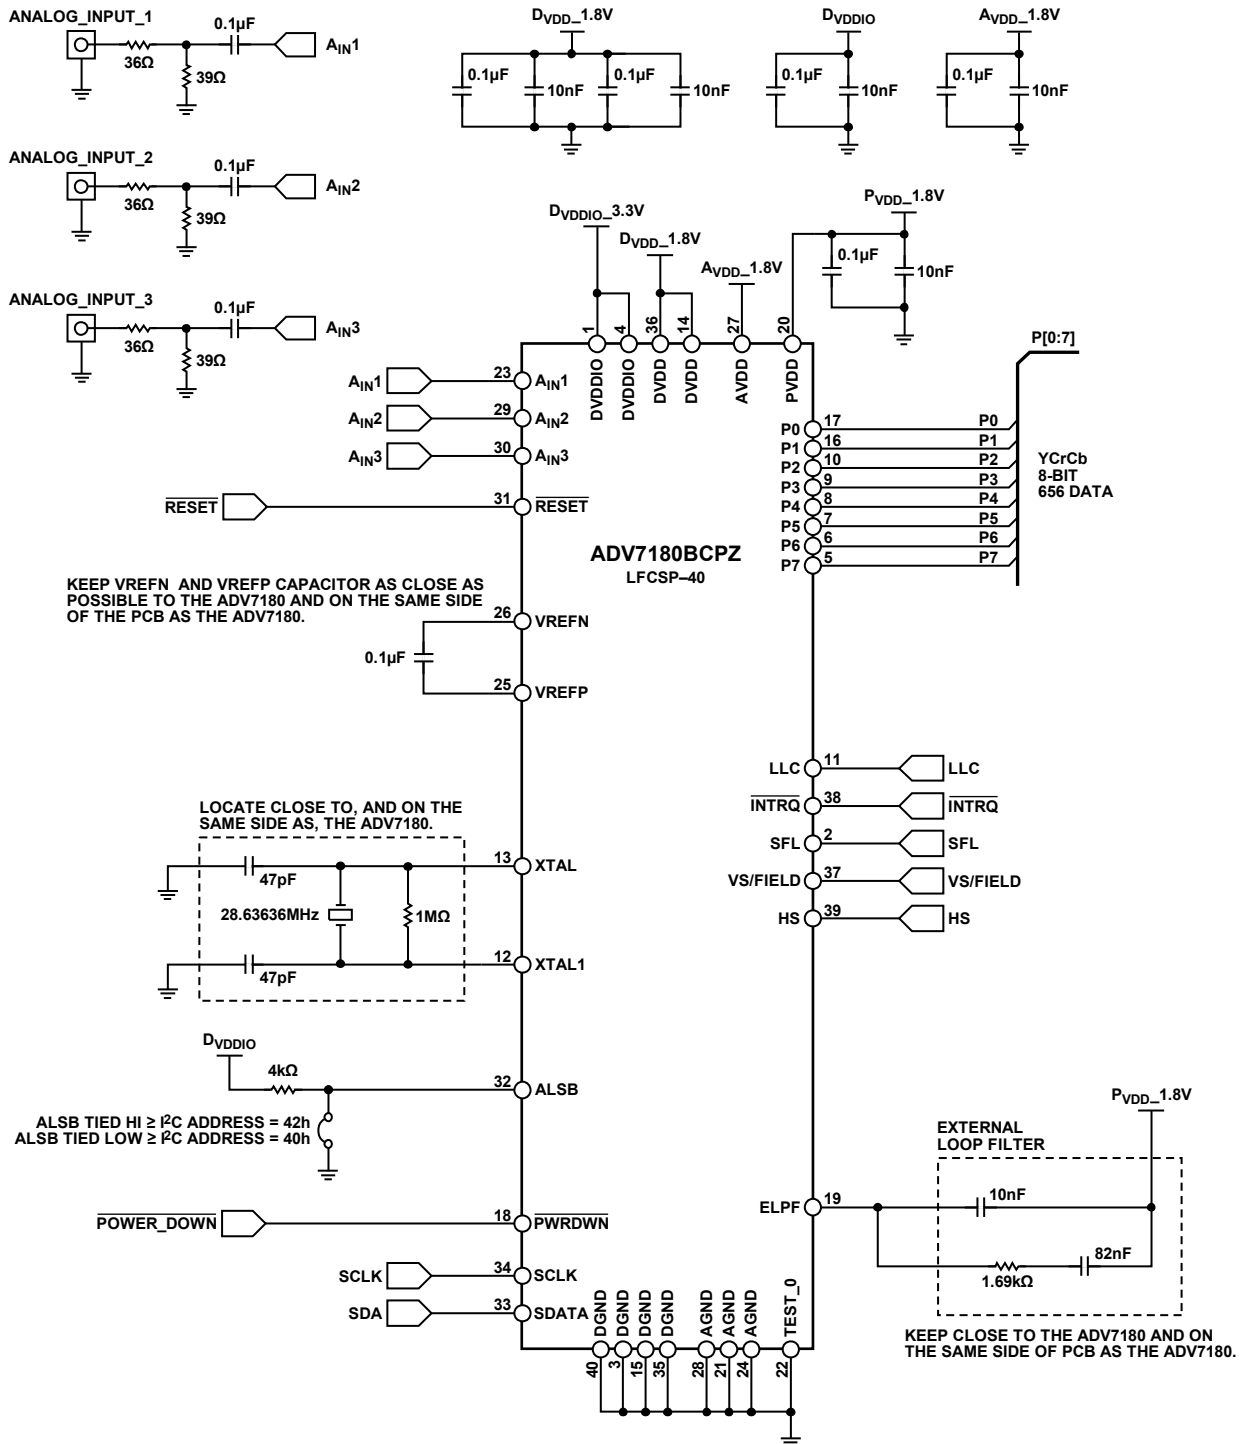 ANALOG_INPUT_1
0.1µF
36Ω
39Ω
AIN1
DVDD_1.8V
0.1µF
10nF
0.1µF
10nF
DVDDIO
0.1µF
10nF
AVDD_1.8V
0.1µF
10nF
ANALOG_INPUT_2
0.1µF
36Ω
39Ω
AIN2
ANALOG_INPUT_3
0.1µF
36Ω
39Ω
AIN3
DVDDIO_3.3V
DVDD_1.8V
AVDD_1.8V
PVDD_1.8V
0.1µF
10nF
1
4
36
14
27
20
DVDDIO
DVDDIO
DVDD
DVDD
AVDD
PVDD
AIN1 23 AIN1
AIN2 29 AIN2
AIN3 30 AIN3
RESET 31 RESET
P[0:7]
P0 17 P0
P1 16 P1
P2 10 P2
P3 9 P3
P4 8 P4
P5 7 P5
P6 6 P6
P7 5 P7
YCrCb
8-BIT
656 DATA
ADV7180BCPZ
LFCSP–40
KEEP VREFN AND VREFP CAPACITOR AS CLOSE AS
POSSIBLE TO THE ADV7180 AND ON THE SAME SIDE
OF THE PCB AS THE ADV7180.
26 VREFN
0.1µF
25 VREFP
LLC 11 LLC
INTRQ 38 INTRQ
SFL 2 SFL
VS/FIELD 37 VS/FIELD
HS 39 HS
LOCATE CLOSE TO, AND ON THE
SAME SIDE AS, THE ADV7180.
47pF
13 XTAL
28.63636MHz
1MΩ
47pF
12 XTAL1
DVDDIO
4kΩ
32 ALSB
ALSB TIED HI ≥ I2C ADDRESS = 42h
ALSB TIED LOW ≥ I2C ADDRESS = 40h
POWER_DOWN 18 PWRDWN
SCLK 34 SCLK
SDA 33 SDATA
PVDD_1.8V
EXTERNAL
LOOP FILTER
ELPF 19
10nF
82nF
1.69kΩ
KEEP CLOSE TO THE ADV7180 AND ON
THE SAME SIDE OF PCB AS THE ADV7180.
DGND
DGND
DGND
DGND
AGND
AGND
AGND
TEST_0
40
3
15
35
28
21
24
22